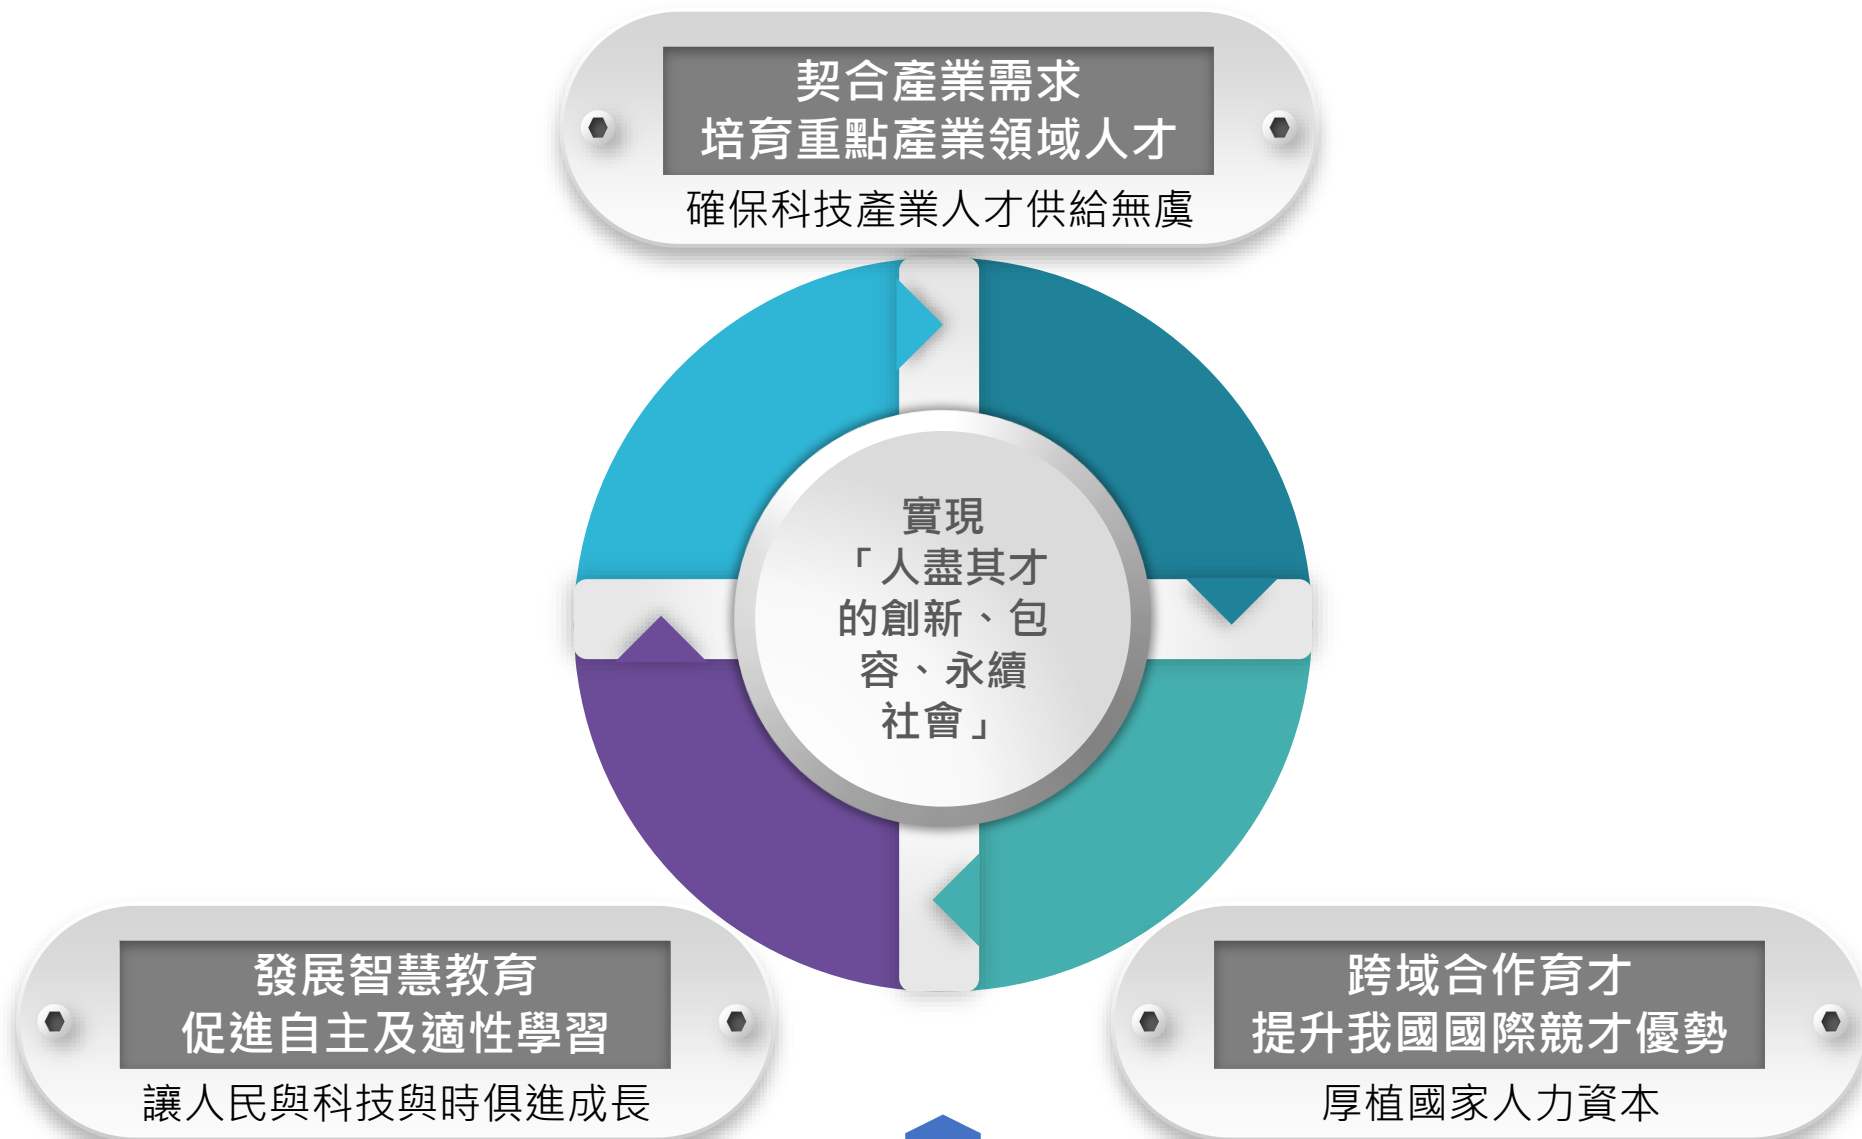 契合產業需求
培育重點產業領域人才
確保科技產業人才供給無虞
實現
「人盡其才
的創新、包
容、永續
社會」
發展智慧教育
促進自主及適性學習
讓人民與科技與時俱進成長
跨域合作育才
提升我國國際競才優勢
厚植國家人力資本